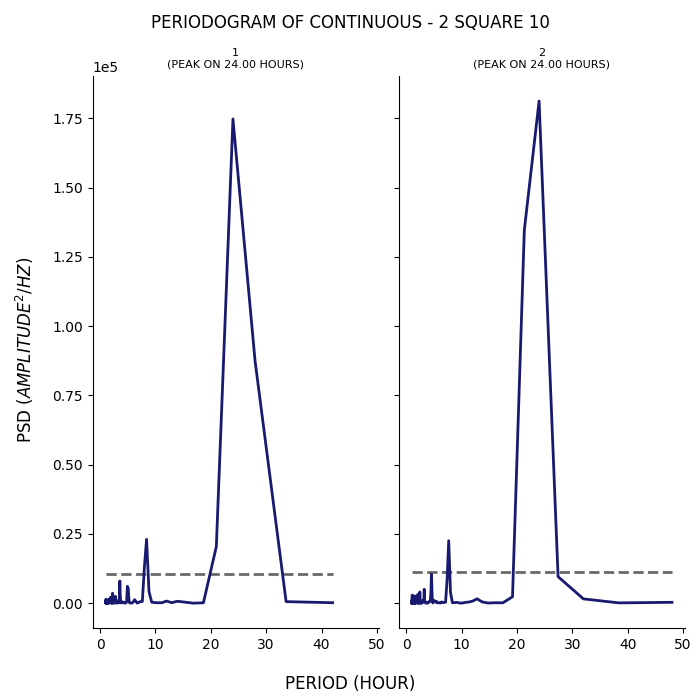 PERIODOGRAM OF CONTINUOUS - 2 SQUARE 10
1
(PEAK ON 24.00 HOURS)
2
(PEAK ON 24.00 HOURS)
1e5
1.75
1.50
1.25
1.00
0.75
0.50
0.25
0.00
PSD (AMPLITUDE²/HZ)
0 10 20 30 40 50
0 10 20 30 40 50
PERIOD (HOUR)